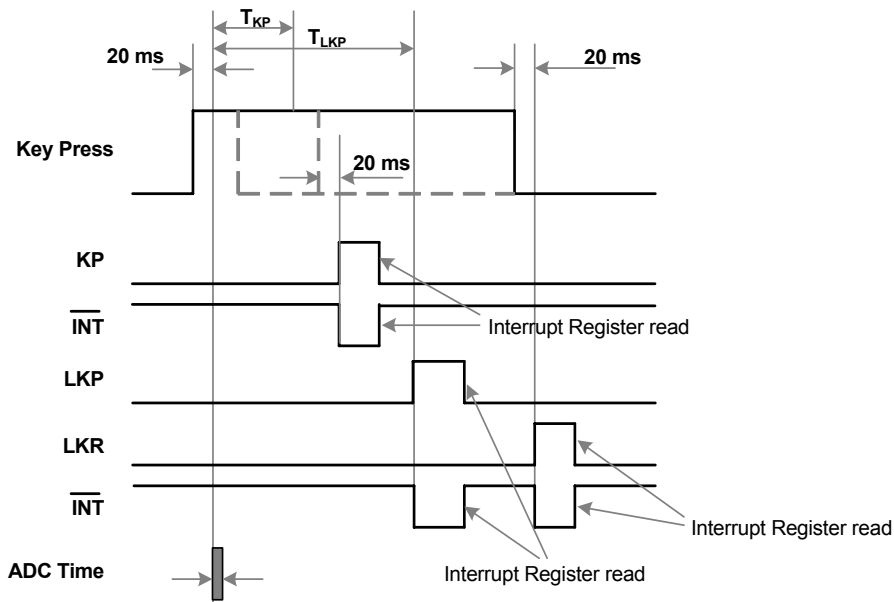 T_KP
T_LKP
20 ms
20 ms
Key Press
20 ms
KP
INT
Interrupt Register read
LKP
LKR
INT
Interrupt Register read
Interrupt Register read
ADC Time